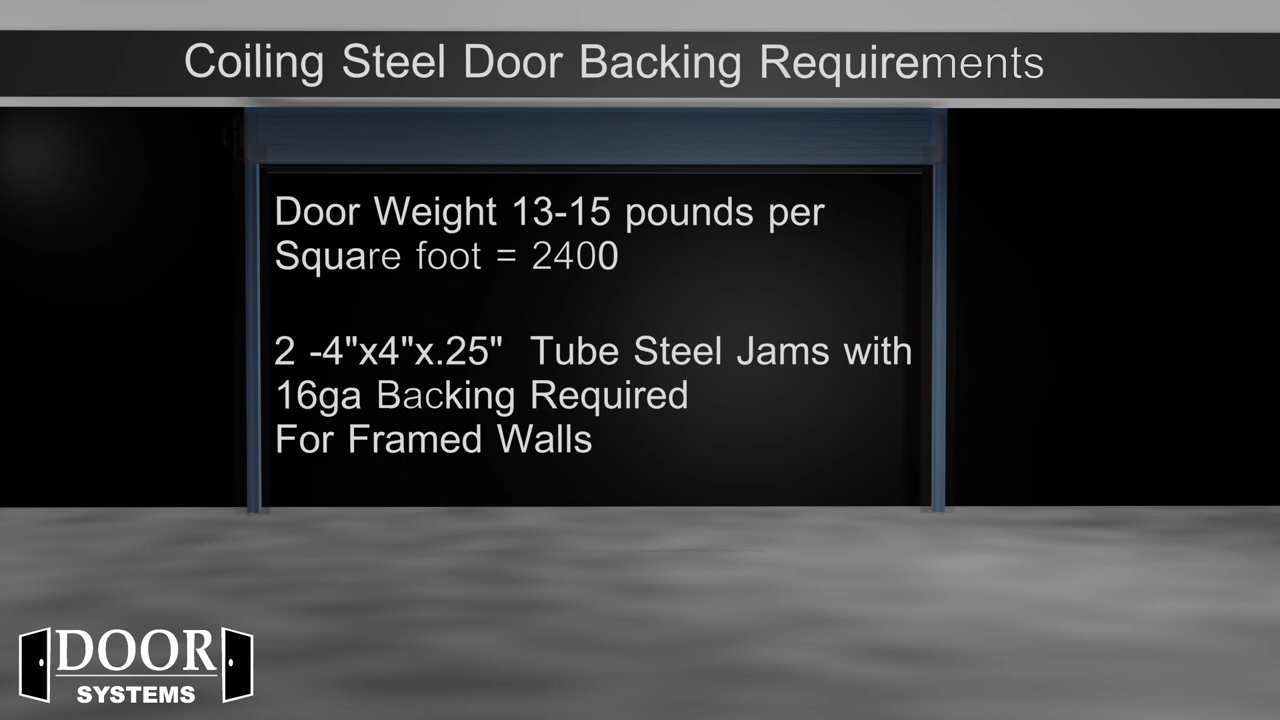 Coiling Steel Door Backing Requirements
Door Weight 13-15 pounds per
Square foot = 2400
2 -4"x4"x.25"  Tube Steel Jams with
16ga Backing Required
For Framed Walls
DOOR
SYSTEMS